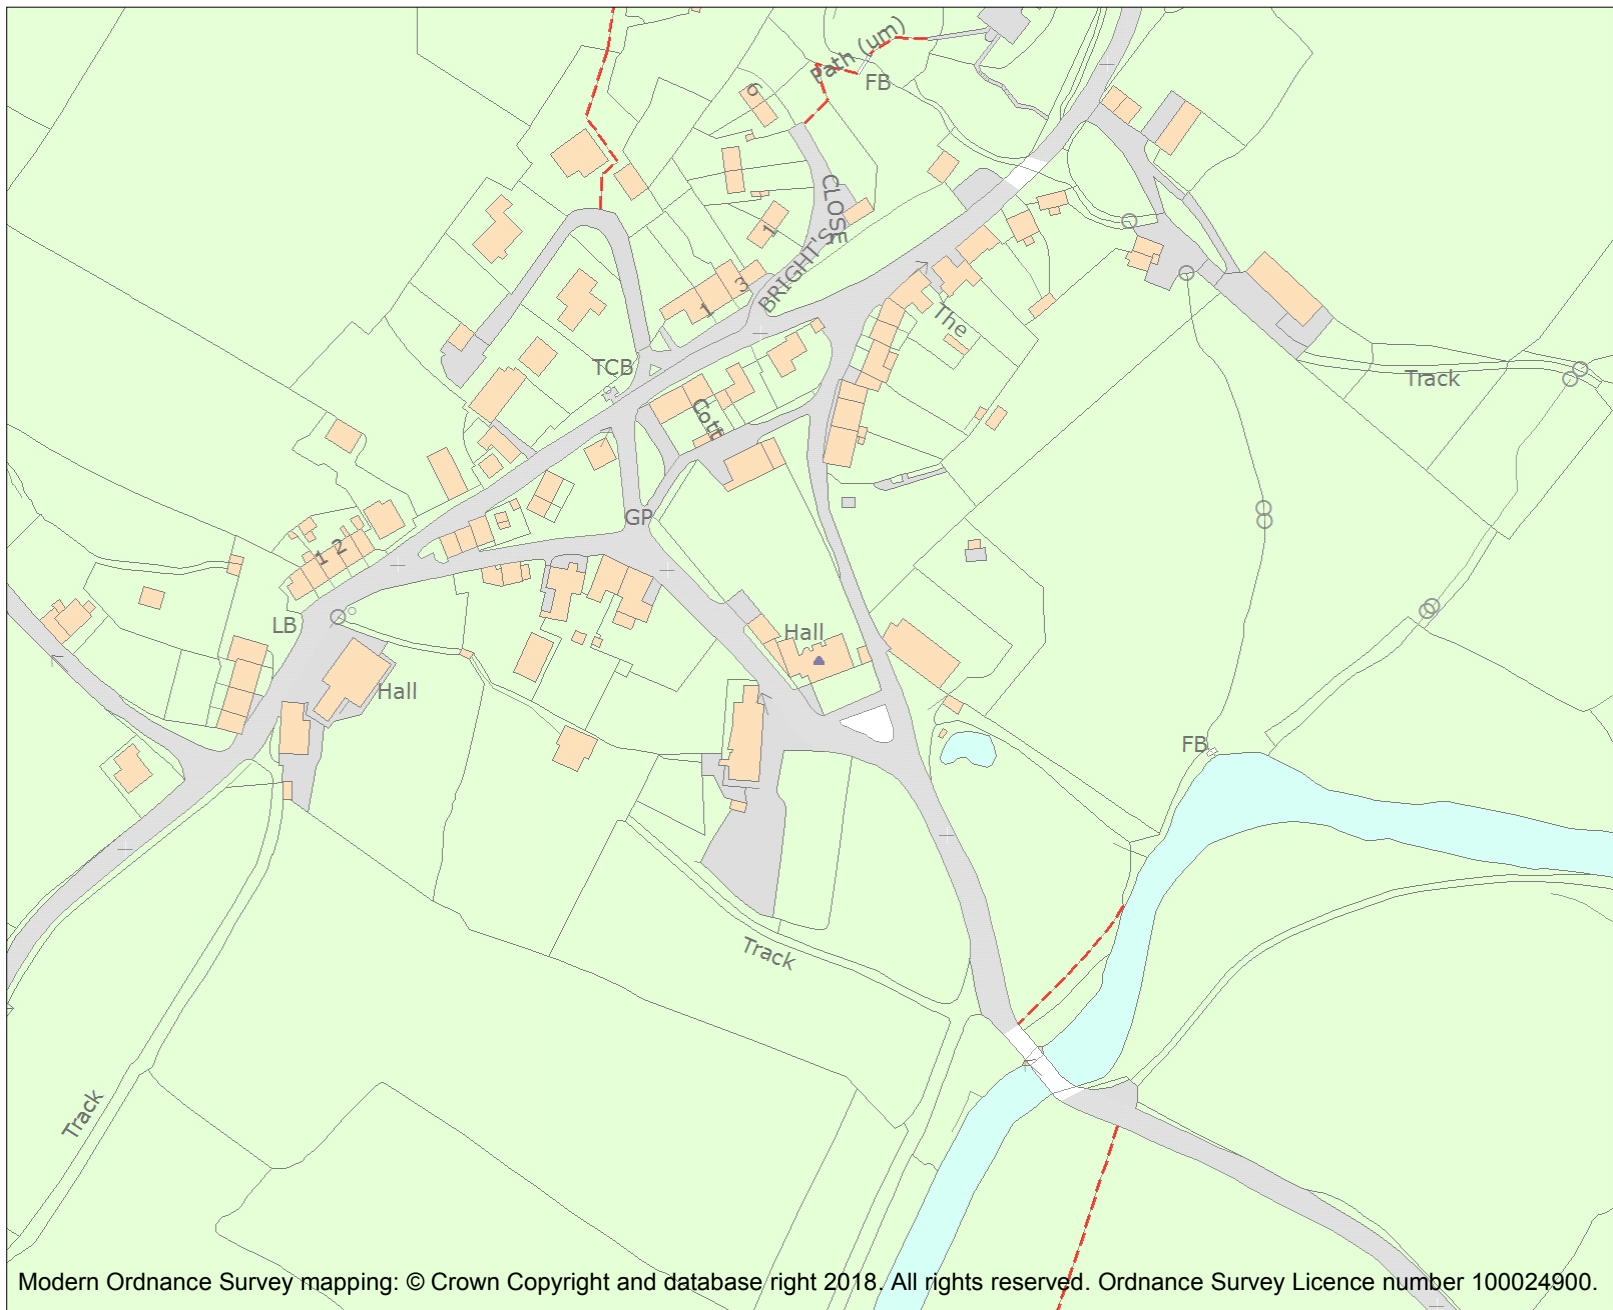 Path (um)
FB
6
CLOSE
1
BRIGHT'S
3
1
The
TCB
Track
Cott
GP
1 2
LB
Hall
Hall
FB
Track
Track
Modern Ordnance Survey mapping: © Crown Copyright and database right 2018. All rights reserved. Ordnance Survey Licence number 100024900.